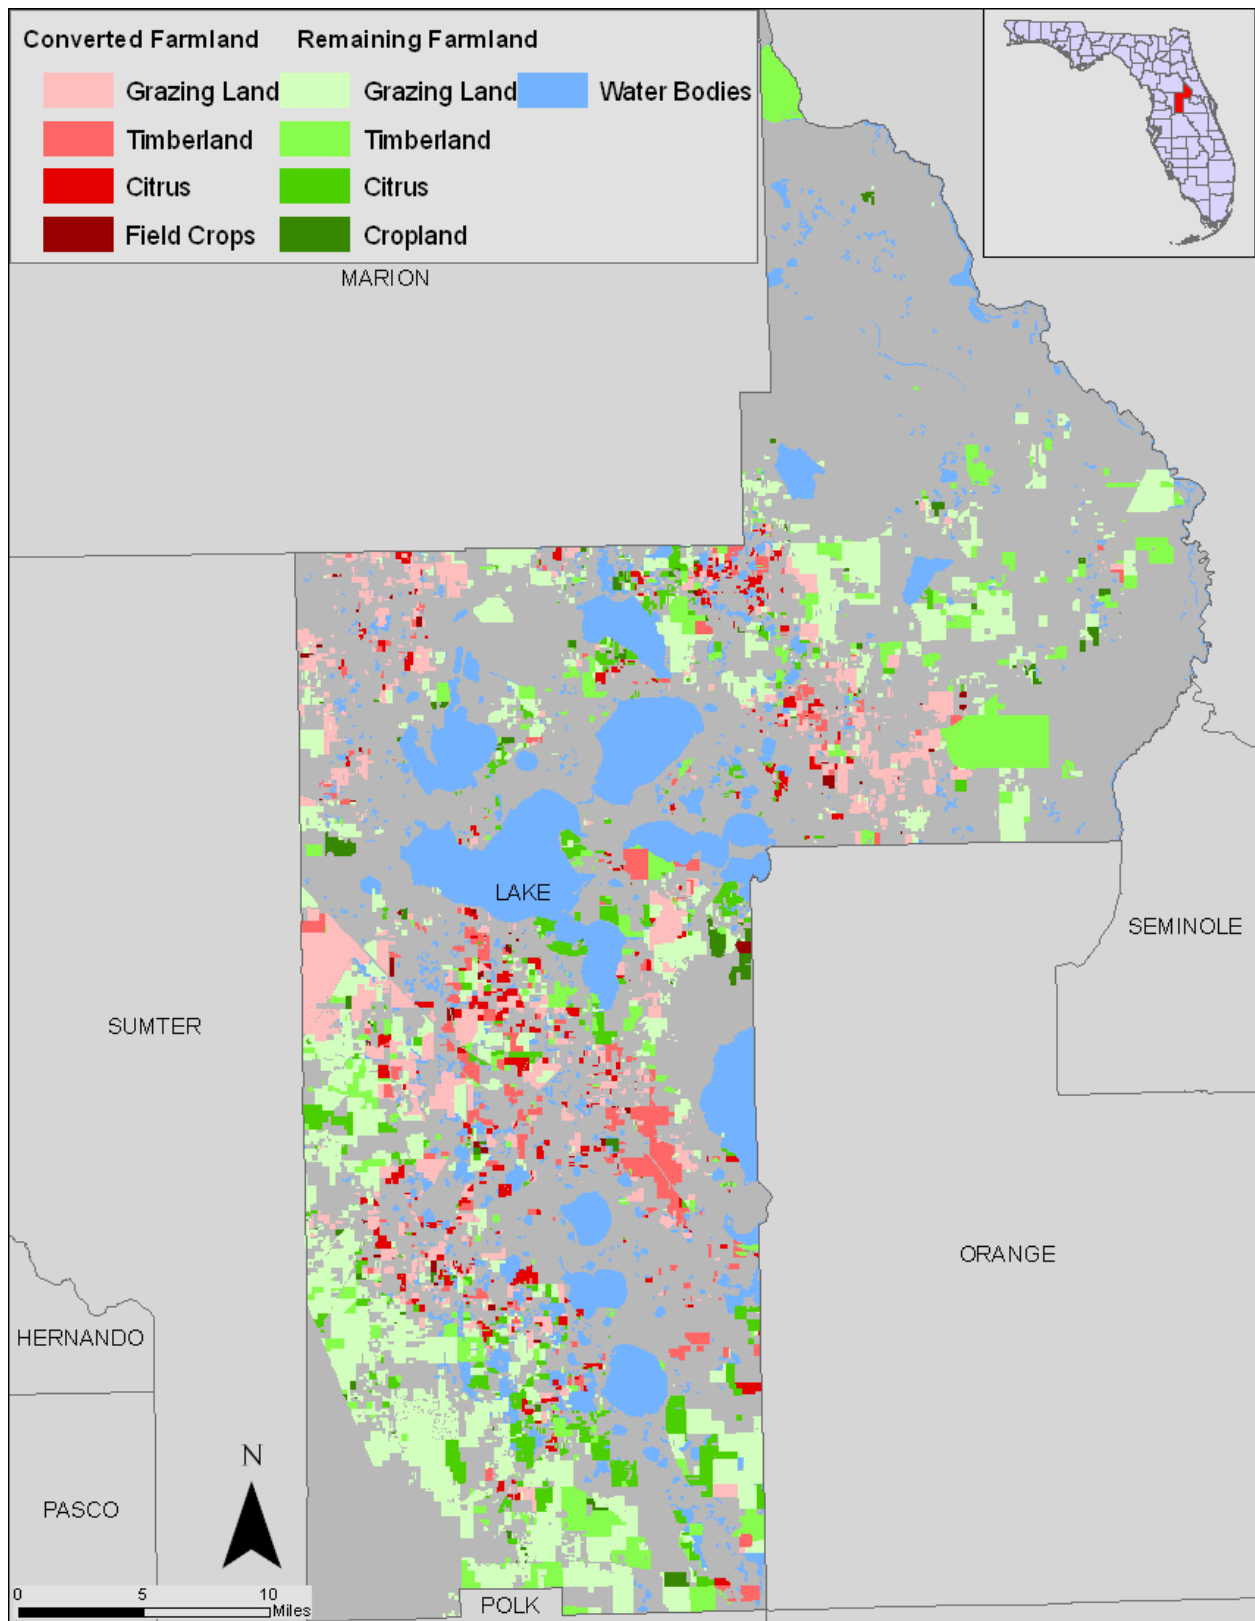 Converted Farmland Remaining Farmland
Grazing Land Grazing Land Water Bodies
Timberland Timberland
Citrus Citrus
Field Crops Cropland
MARION
LAKE
SEMINOLE
SUMTER
ORANGE
HERNANDO
N
PASCO
0 5 10
Miles
POLK